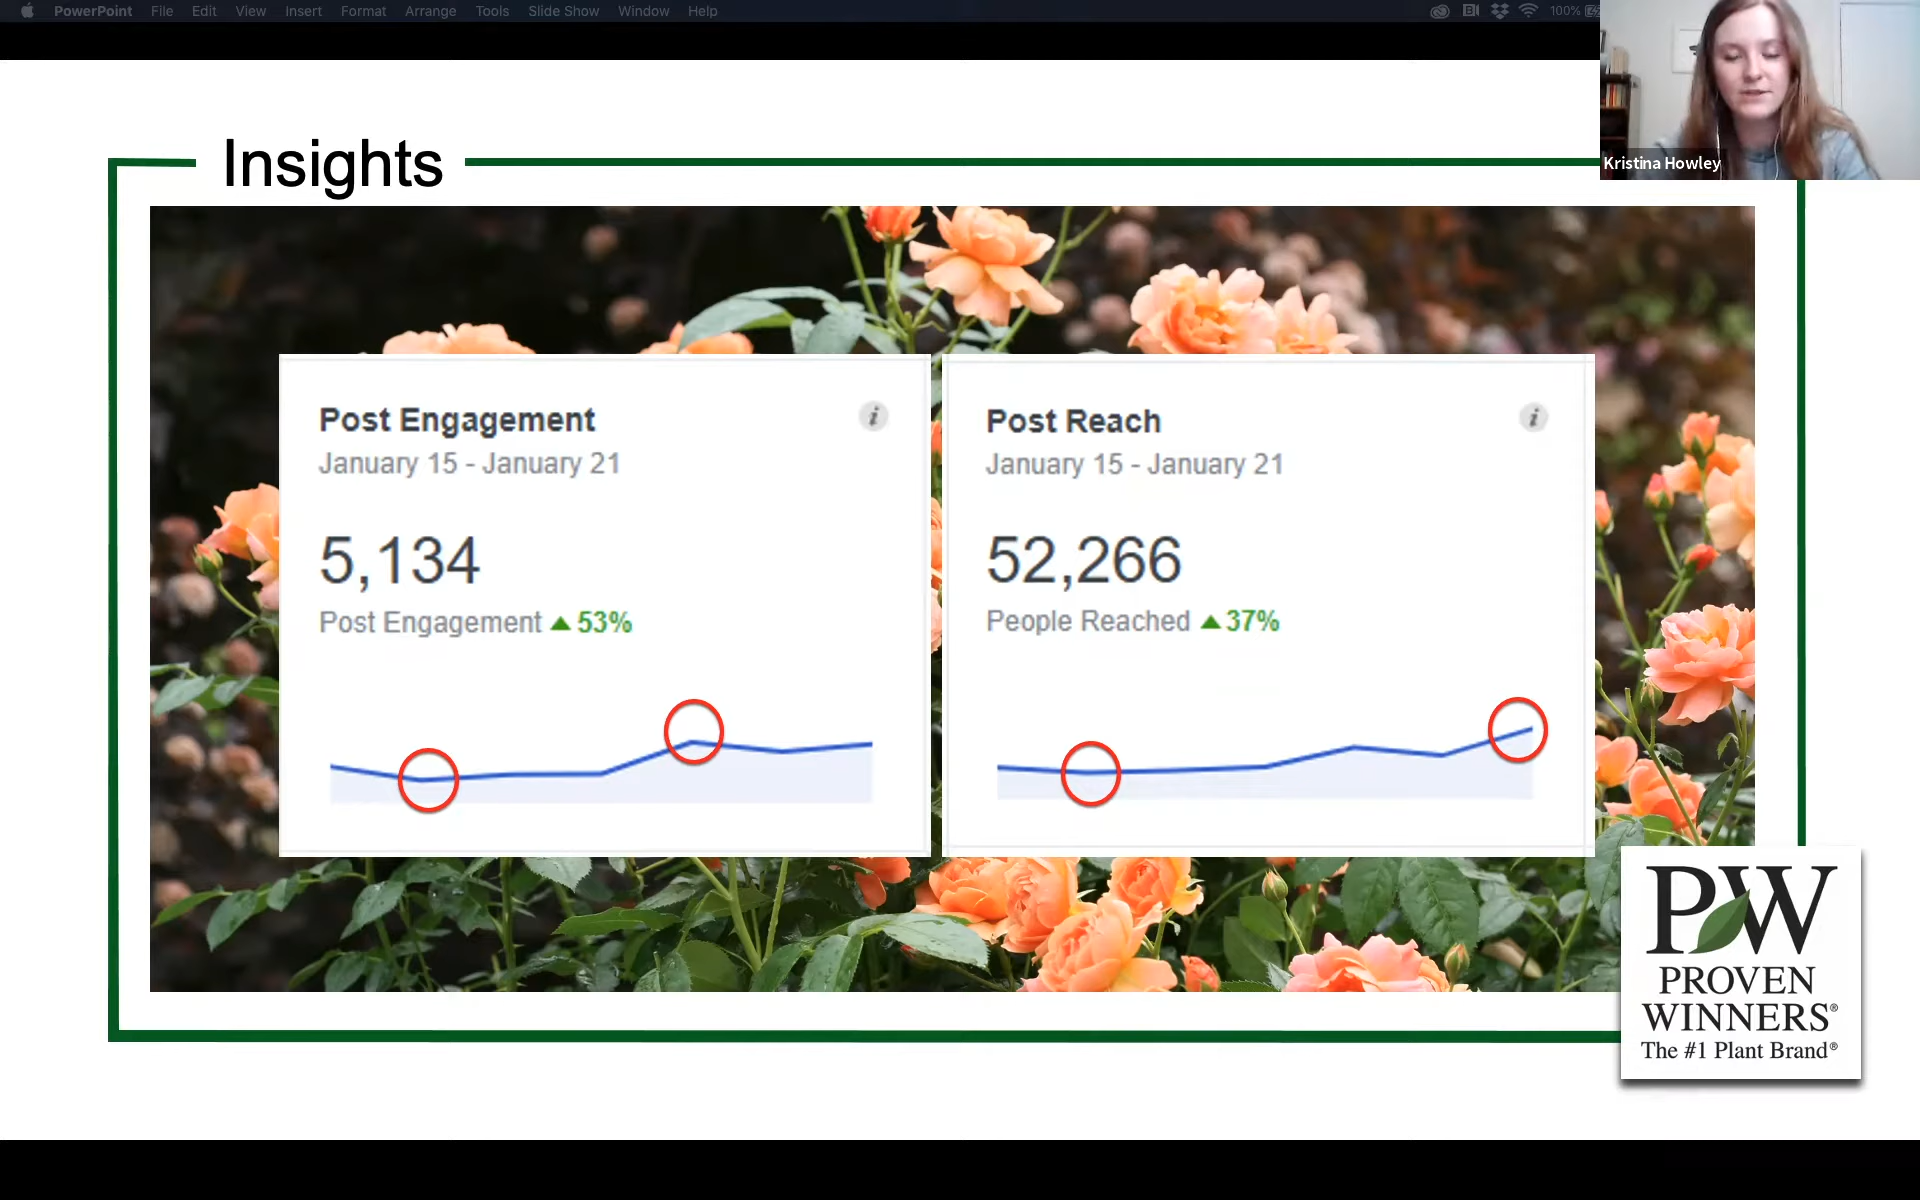 PowerPoint File Edit View Insert Format Arrange Tools Slide Show Window Help 100%
Kristina Howley
Insights
Post Engagement
January 15 - January 21
5,134
Post Engagement ▲ 53%
Post Reach
January 15 - January 21
52,266
People Reached ▲ 37%
PW
PROVEN
WINNERS®
The #1 Plant Brand®